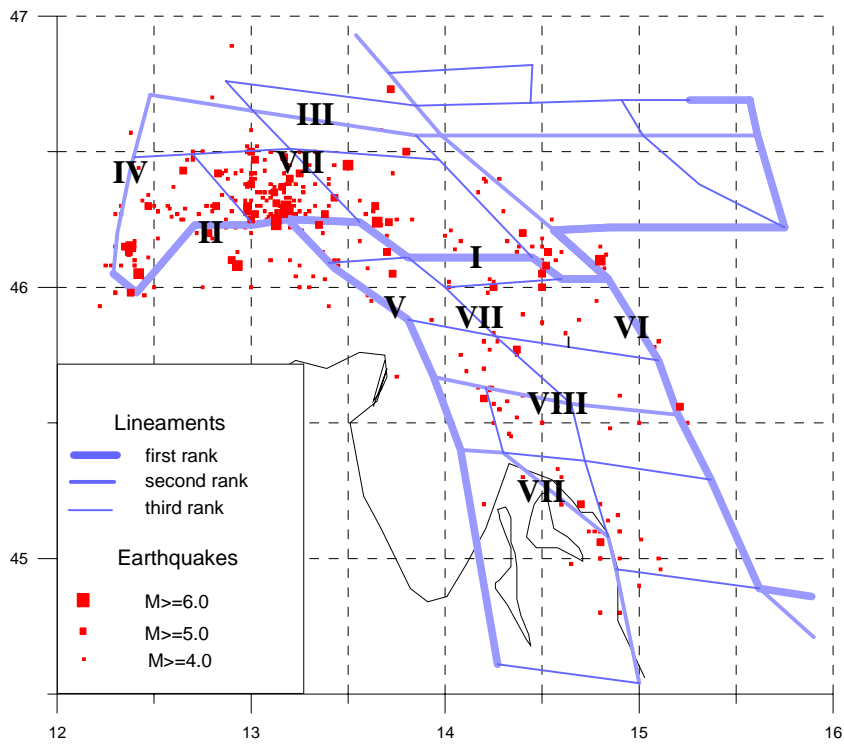 47
III
VII
IV
II
I
46
V
VII
VI
VIII
VII
Lineaments
first rank
second rank
third rank
Earthquakes
M>=6.0
M>=5.0
M>=4.0
45
12
13
14
15
16